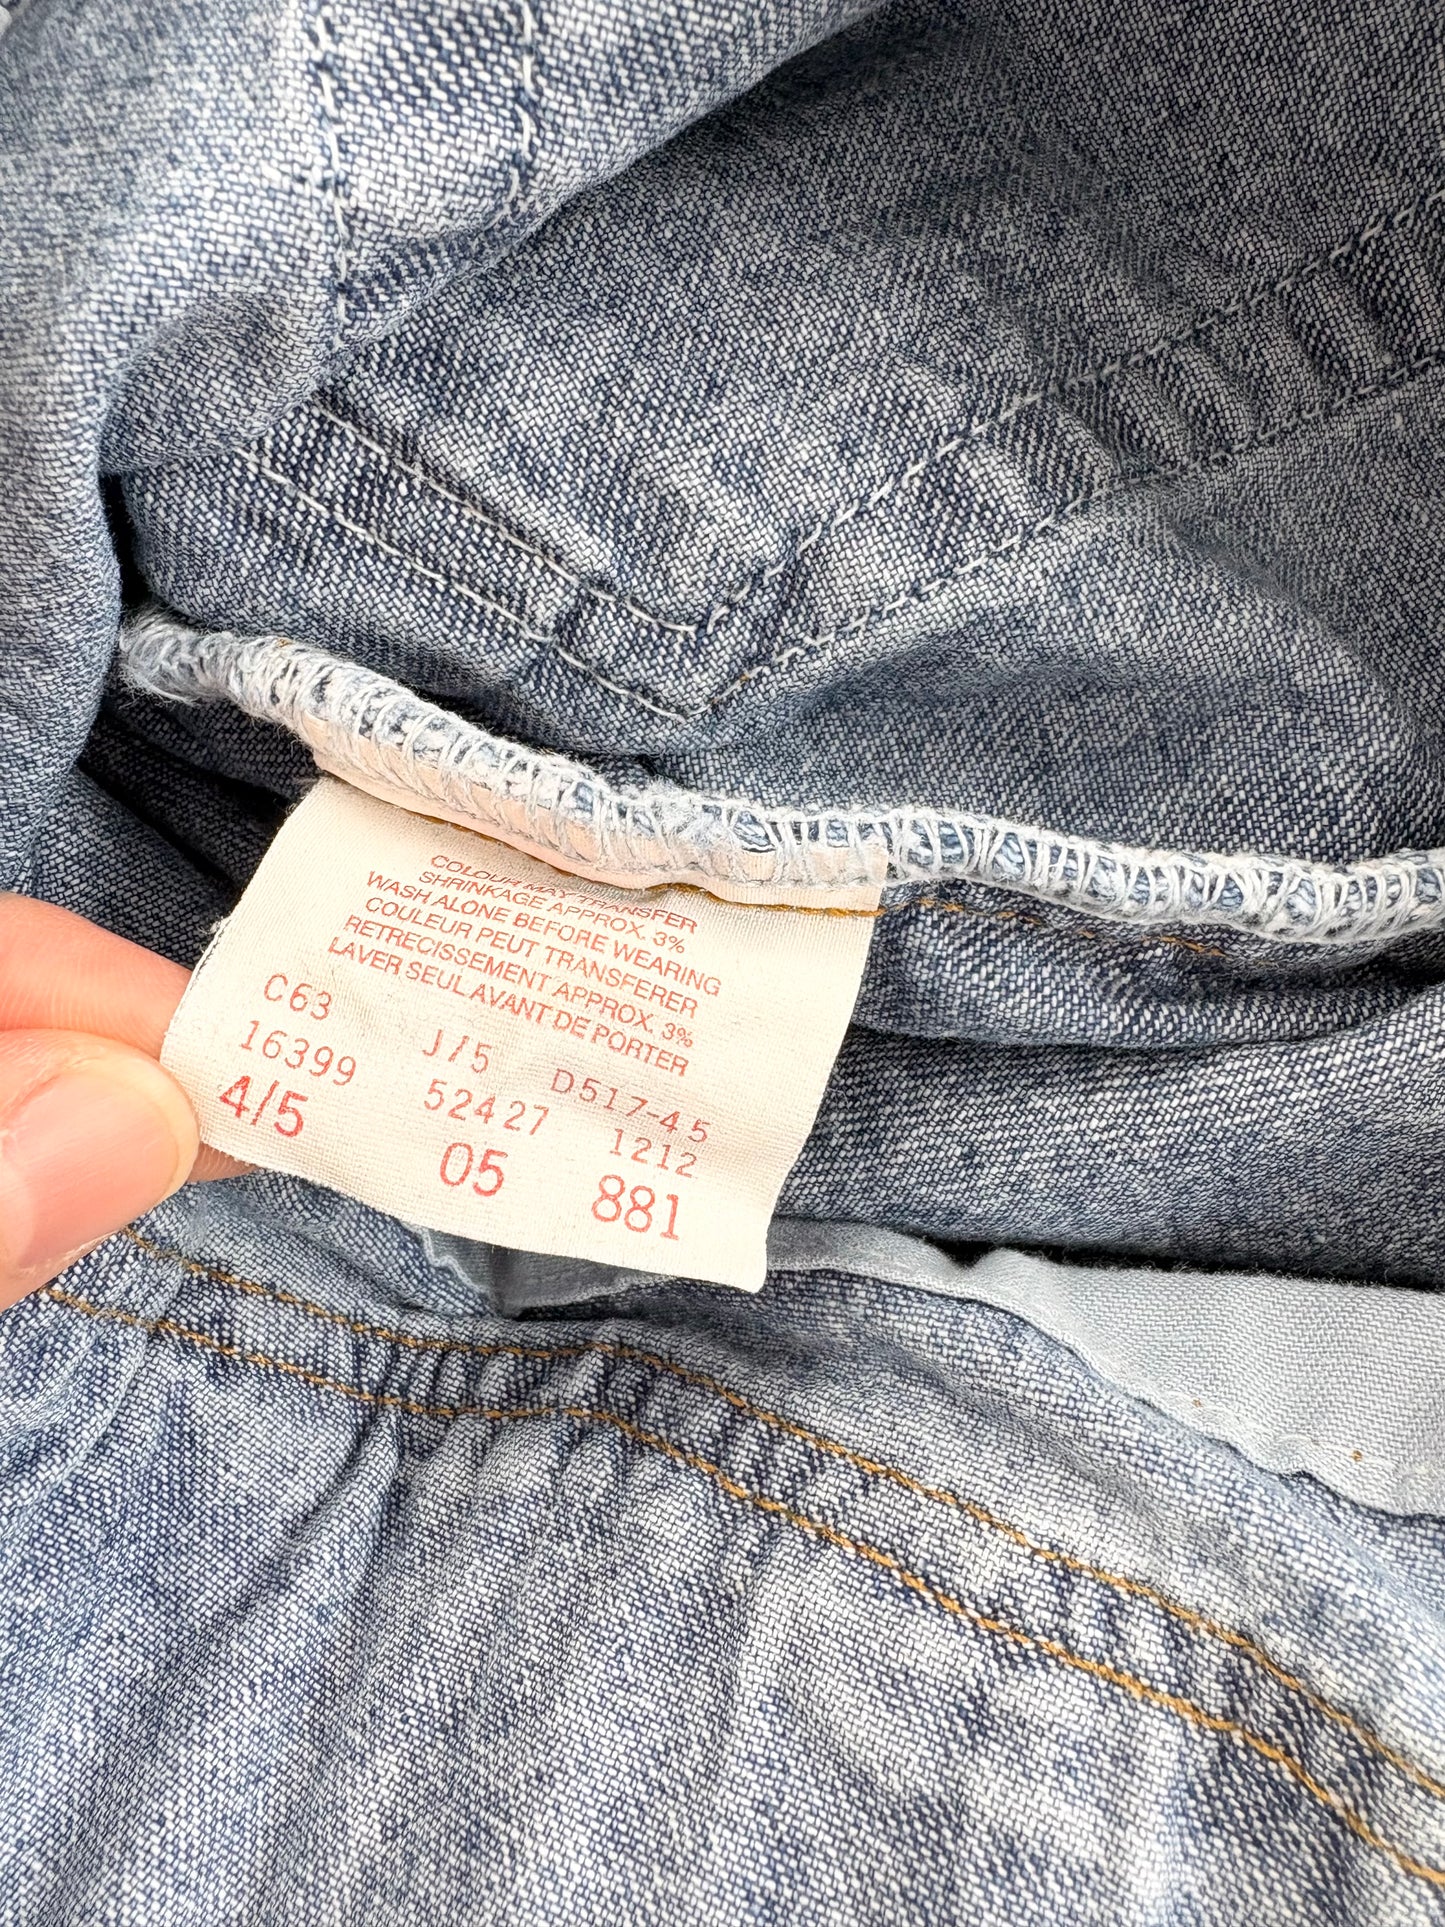 COLOUR MAY TRANSFER
SHRINKAGE APPROX. 3%
WASH ALONE BEFORE WEARING
COULEUR PEUT TRANSFERER
RETRECISSEMENT APPROX. 3%
LAVER SEUL AVANT DE PORTER
C63 J/5 D517-45
16399 52427 1212
4/5 05 881